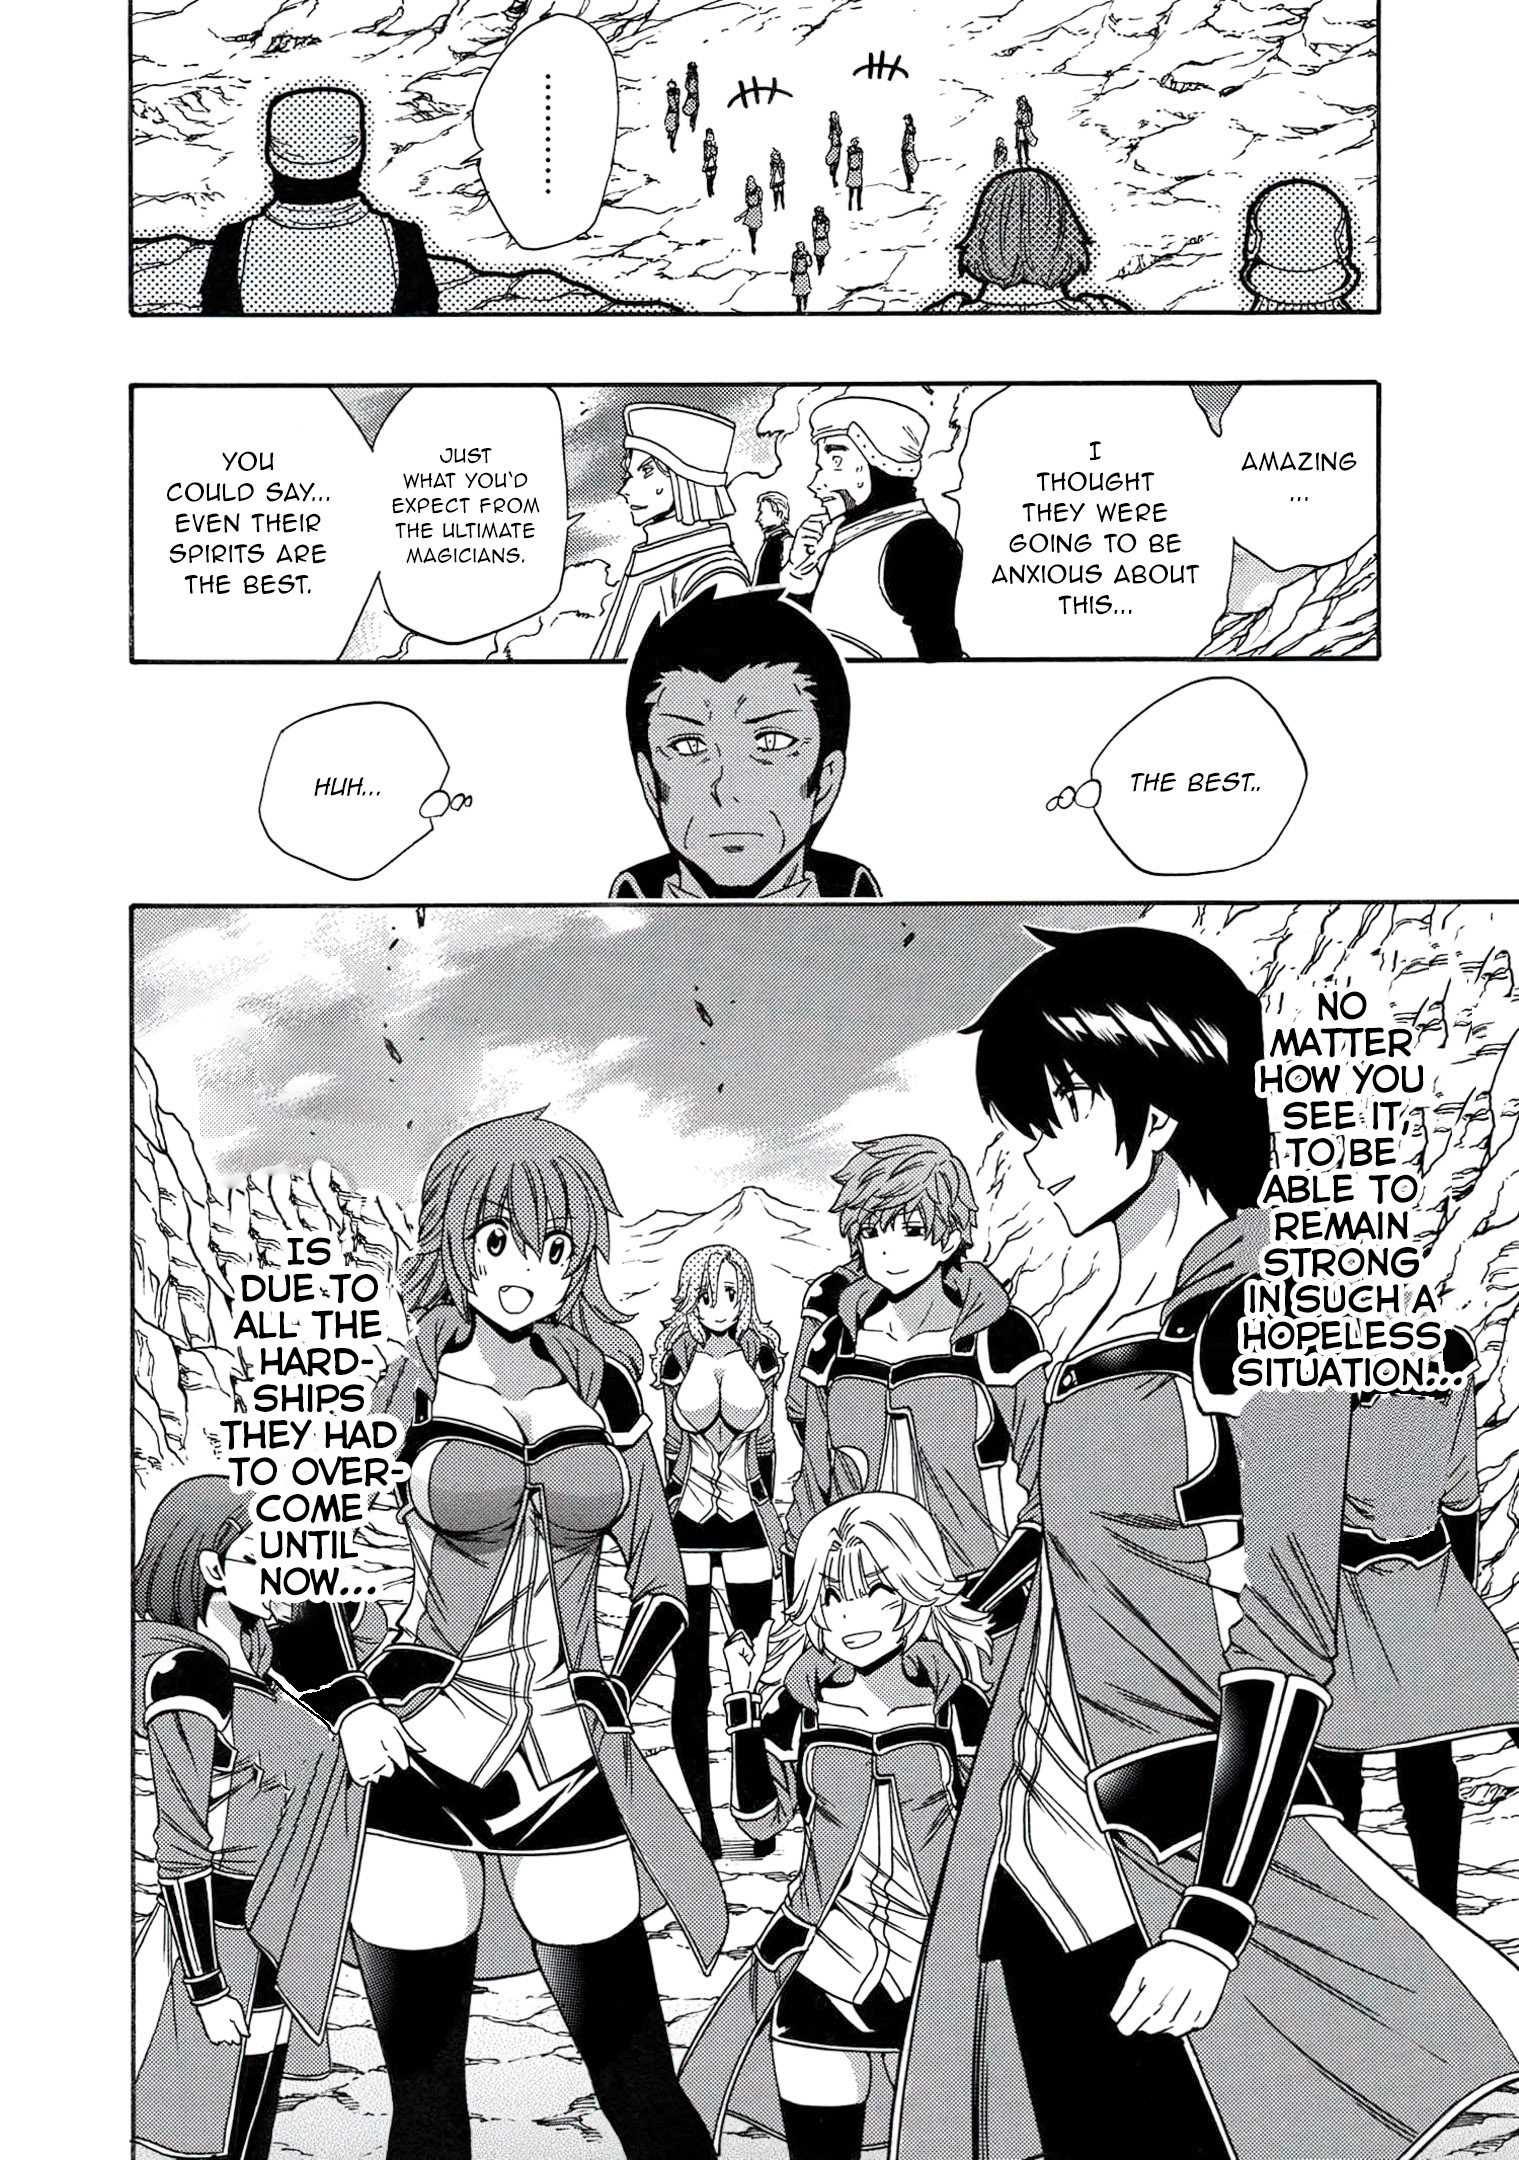 ...........
AMAZING
...
I
THOUGHT
THEY WERE
GOING TO BE
ANXIOUS ABOUT
THIS...
JUST
WHAT YOU'D
EXPECT FROM
THE ULTIMATE
MAGICIANS.
YOU
COULD SAY...
EVEN THEIR
SPIRITS ARE
THE BEST.
THE BEST..
HUH...
NO
MATTER
HOW YOU
SEE IT,
TO BE
ABLE TO
REMAIN
STRONG
IN SUCH A
HOPELESS
SITUATION...
IS
DUE TO
ALL THE
HARD-
SHIPS
THEY HAD
TO OVER-
COME
UNTIL
NOW...